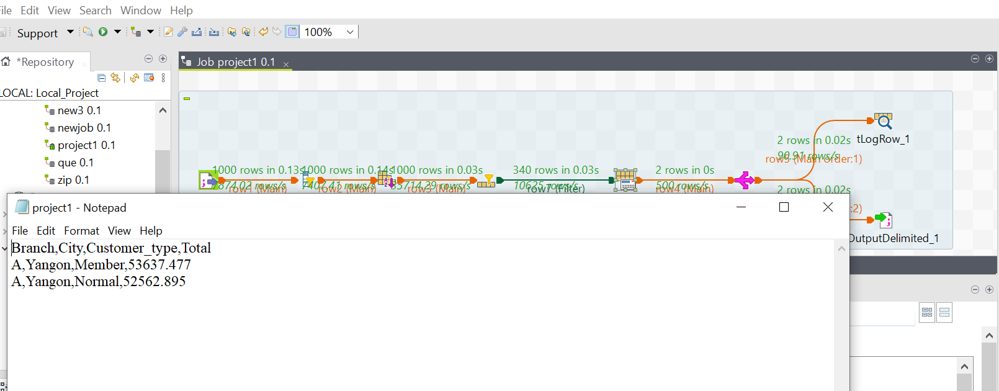 File Edit View Search Window Help
Support 100%
*Repository
Job project1 0.1
LOCAL: Local_Project
new3 0.1
newjob 0.1
project1 0.1
que 0.1
zip 0.1
1000 rows in 0.13s
7874.02 rows/s
row1 (Main)
1000 rows in 0.14s
7407.41 rows/s
row2 (Main)
1000 rows in 0.03s
35714.29 rows/s
row3 (Main)
340 rows in 0.03s
10625 rows/s
row7 (Filter)
2 rows in 0s
500 rows/s
row4 (Main)
2 rows in 0.02s
90.91 rows/s
row5 (Main order:1)
tLogRow_1
2 rows in 0.02s
:2)
OutputDelimited_1
project1 - Notepad
File Edit Format View Help
Branch,City,Customer_type,Total
A,Yangon,Member,53637.477
A,Yangon,Normal,52562.895